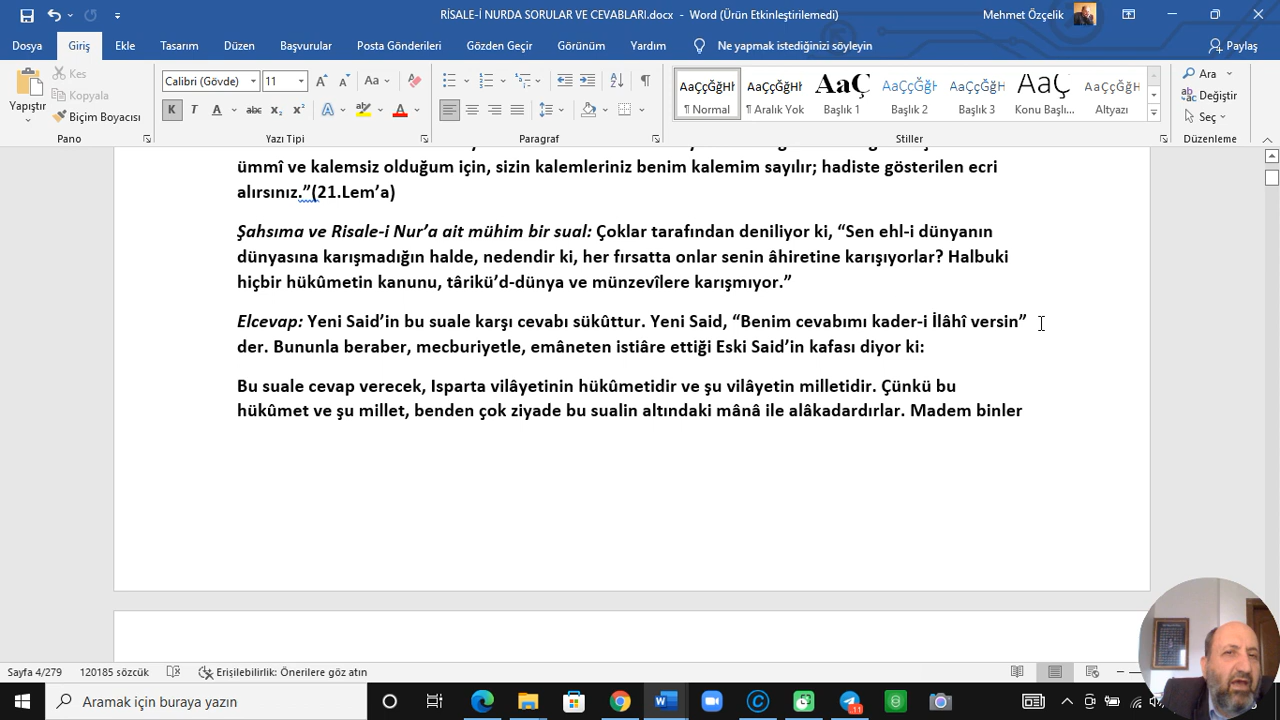 RİSALE-İ NURDA SORULAR VE CEVABLARI.docx - Word (Ürün Etkinleştirilemedi)
Mehmet Özçelik
Dosya Giriş Ekle Tasarım Düzen Başvurular Posta Gönderileri Gözden Geçir Görünüm Yardım Ne yapmak istediğinizi söyleyin Paylaş
Yapıştır
Kes
Kopyala
Biçim Boyacısı
Calibri (Gövde) 11
AaÇçĞğH ¶ Normal
AaÇçĞğH ¶ Aralık Yok
AaÇ Başlık 1
AaÇçĞğH Başlık 2
AaÇçĞğH Başlık 3
AaÇ Konu Başlı...
AaÇçĞğH Altyazı
Ara
Değiştir
Seç
Pano Yazı Tipi Paragraf Stiller Düzenleme
ümmî ve kalemsiz olduğum için, sizin kalemleriniz benim kalemim sayılır; hadiste gösterilen ecri
alırsınız.”(21.Lem’a)
Şahsıma ve Risale-i Nur’a ait mühim bir sual: Çoklar tarafından deniliyor ki, “Sen ehl-i dünyanın
dünyasına karışmadığın halde, nedendir ki, her fırsatta onlar senin âhiretine karışıyorlar? Halbuki
hiçbir hükûmetin kanunu, târikü’d-dünya ve münzevîlere karışmıyor.”
Elcevap: Yeni Said’in bu suale karşı cevabı sükûttur. Yeni Said, “Benim cevabımı kader-i İlâhî versin”
der. Bununla beraber, mecburiyetle, emâneten istiâre ettiği Eski Said’in kafası diyor ki:
Bu suale cevap verecek, Isparta vilâyetinin hükûmetidir ve şu vilâyetin milletidir. Çünkü bu
hükûmet ve şu millet, benden çok ziyade bu sualin altındaki mânâ ile alâkadardırlar. Madem binler
Sayfa 4/279 120185 sözcük Erişilebilirlik: Önerilere göz atın
Aramak için buraya yazın